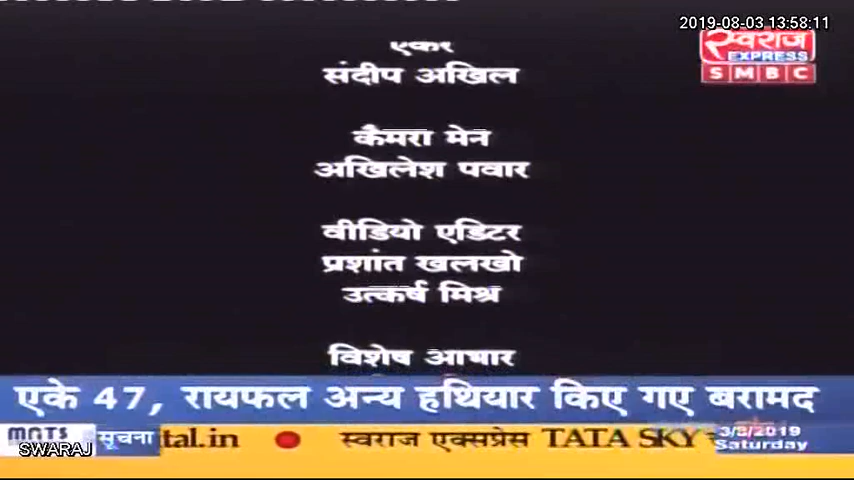 2019-08-03 13:58:11
स्वराज
EXPRESS
SMBC
एंकर
संदीप अखिल
कैमरा मेन
अखिलेश पवार
वीडियो एडिटर
प्रशांत खलखो
उत्कर्ष मिश्र
विशेष आभार
एके 47, रायफल अन्य हथियार किए गए बरामद
सूचना tal.in ● स्वराज एक्सप्रेस TATA SKY
3/8/2019
Saturday
SWARAJ